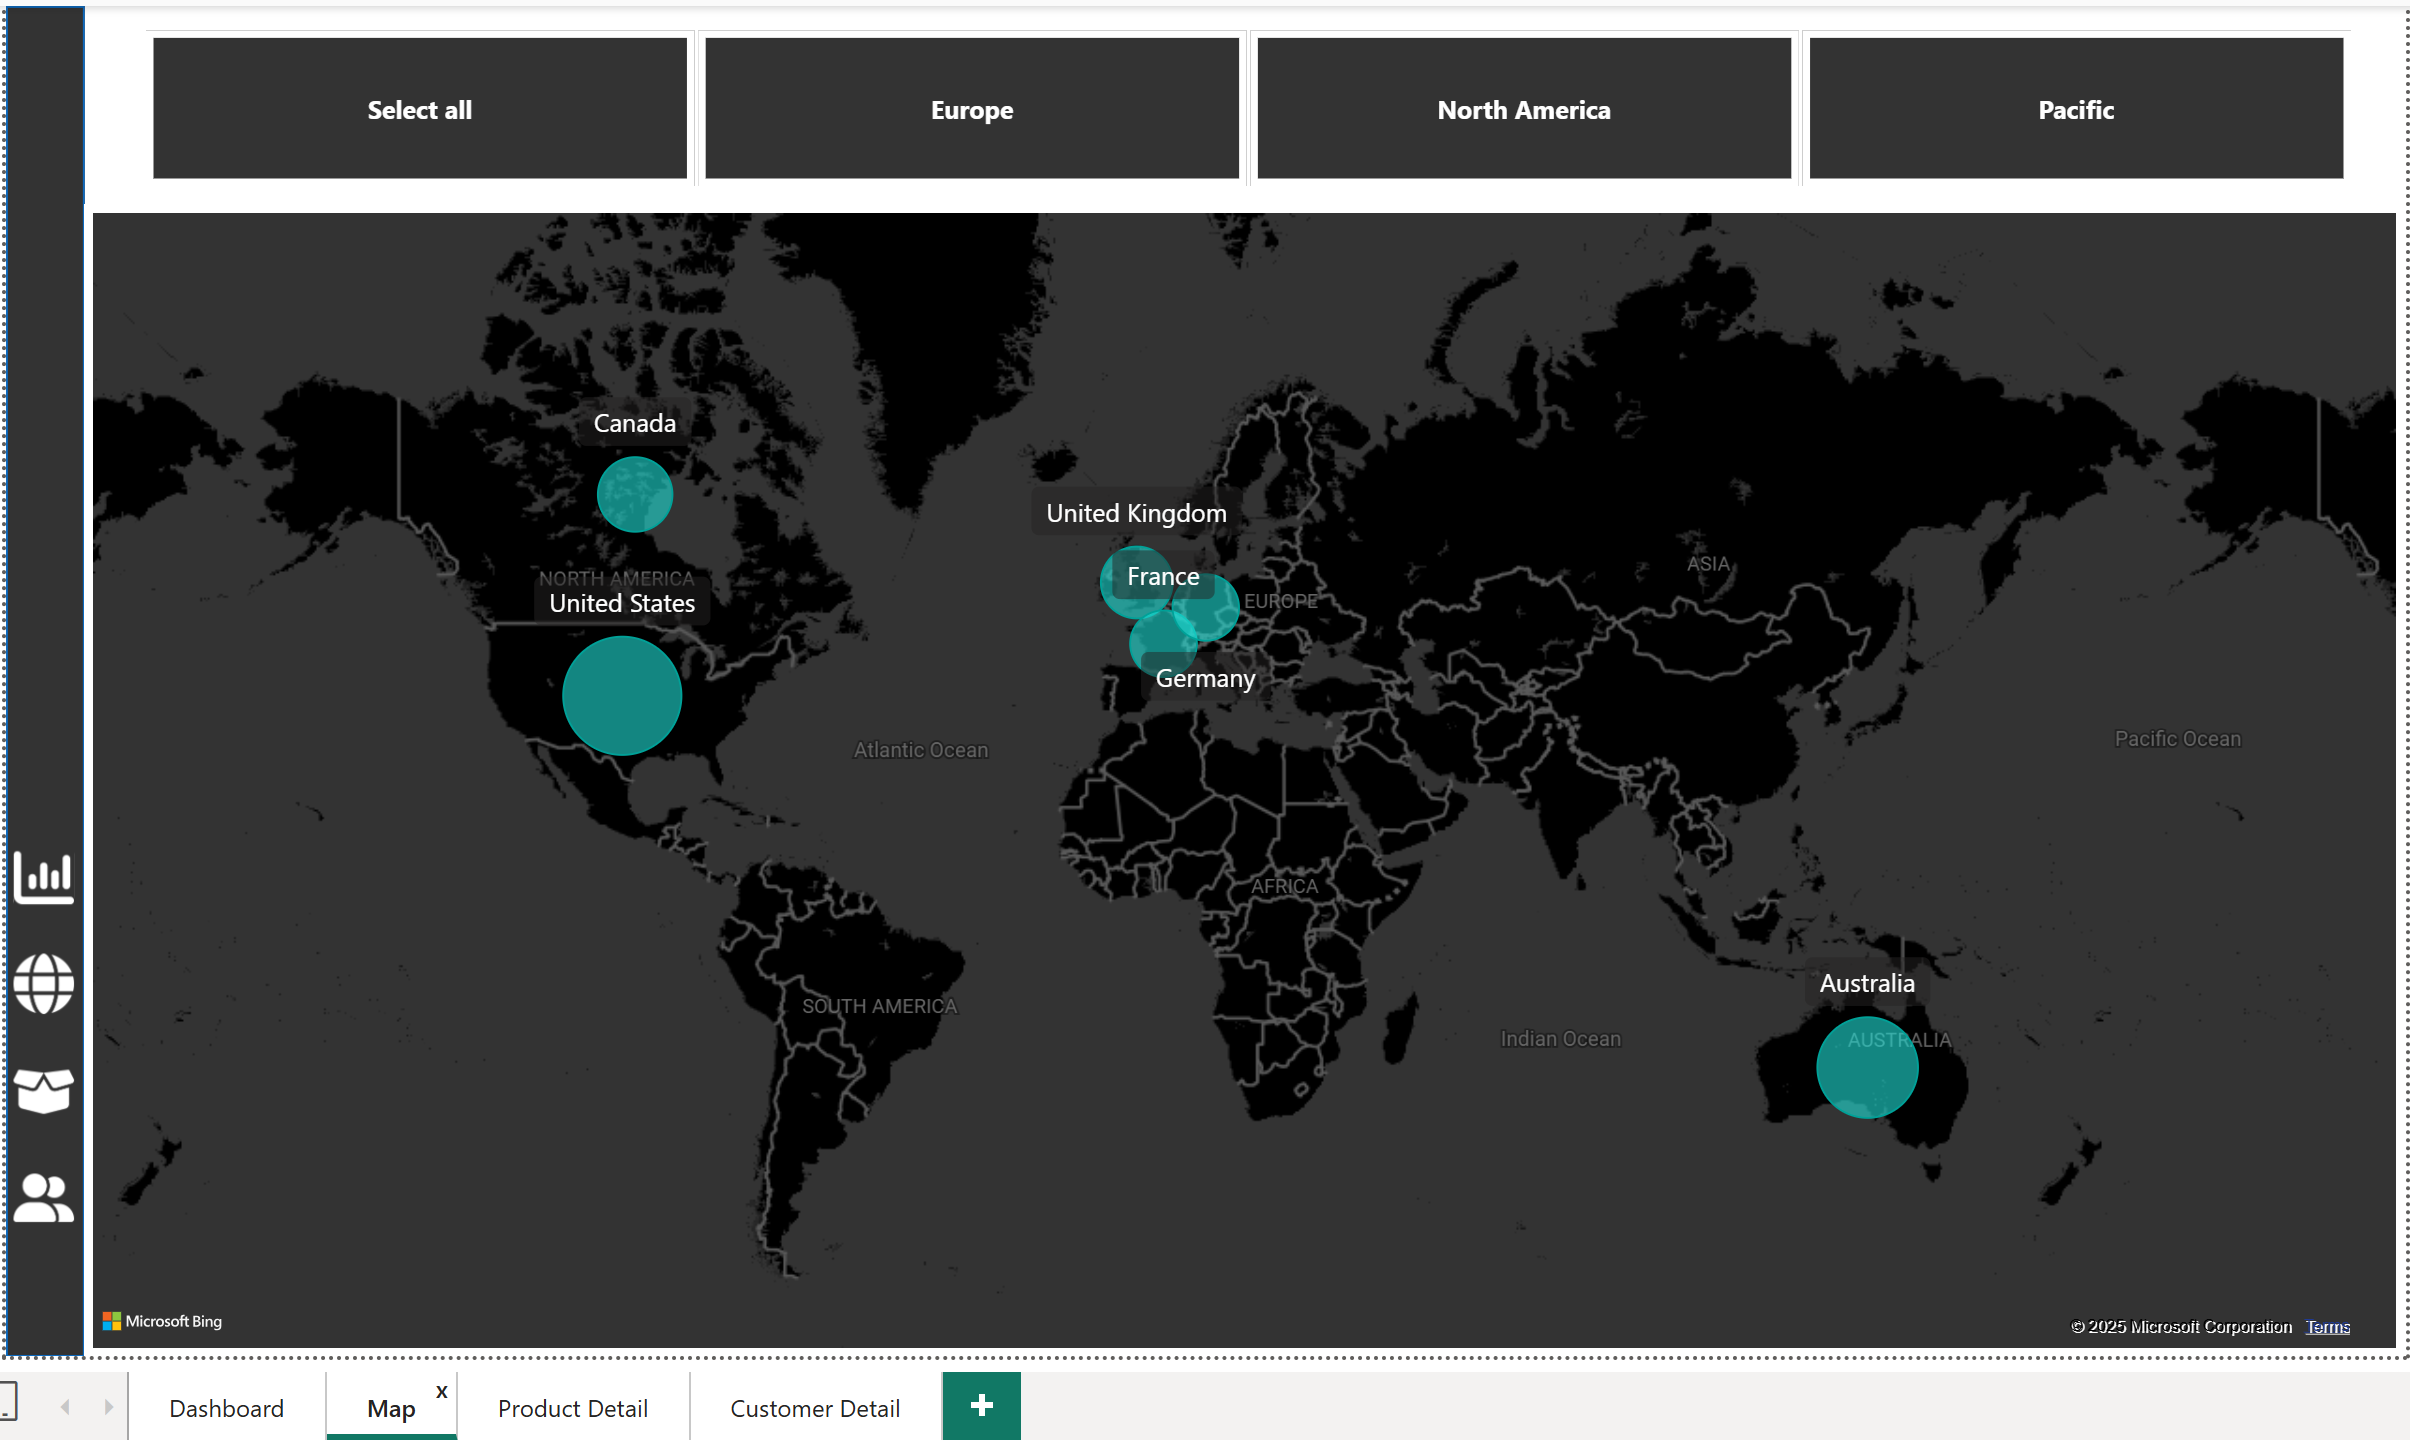 Select all
Europe
North America
Pacific
Canada
United Kingdom
NORTH AMERICA
United States
France
EUROPE
ASIA
Germany
Atlantic Ocean
Pacific Ocean
AFRICA
SOUTH AMERICA
Australia
AUSTRALIA
Indian Ocean
Microsoft Bing
© 2025 Microsoft Corporation Terms
Dashboard
Map x
Product Detail
Customer Detail
+